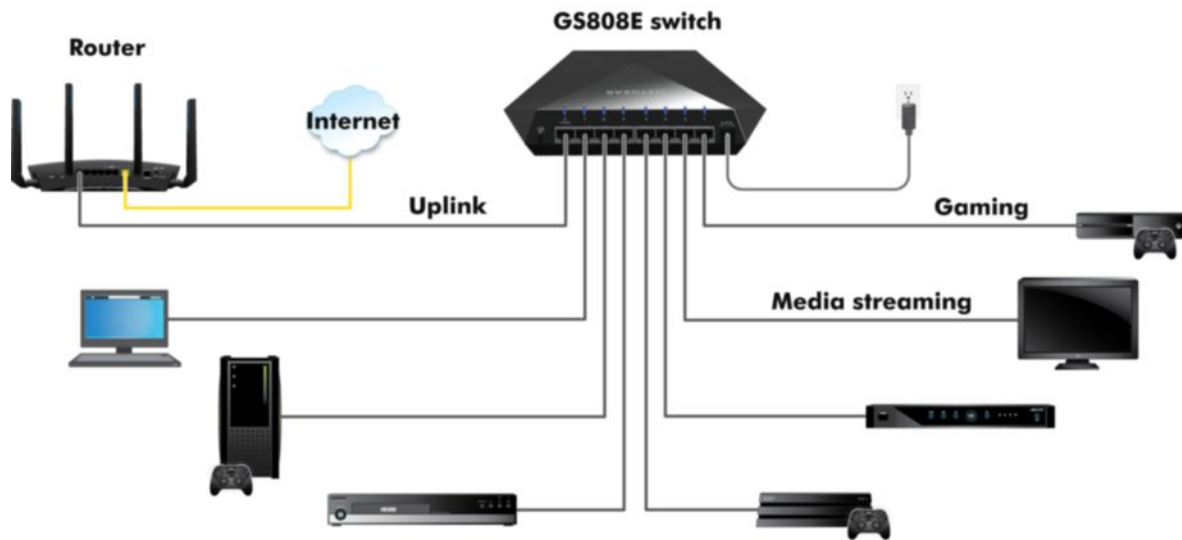 GS808E switch
Router
Internet
Uplink
Gaming
Media streaming